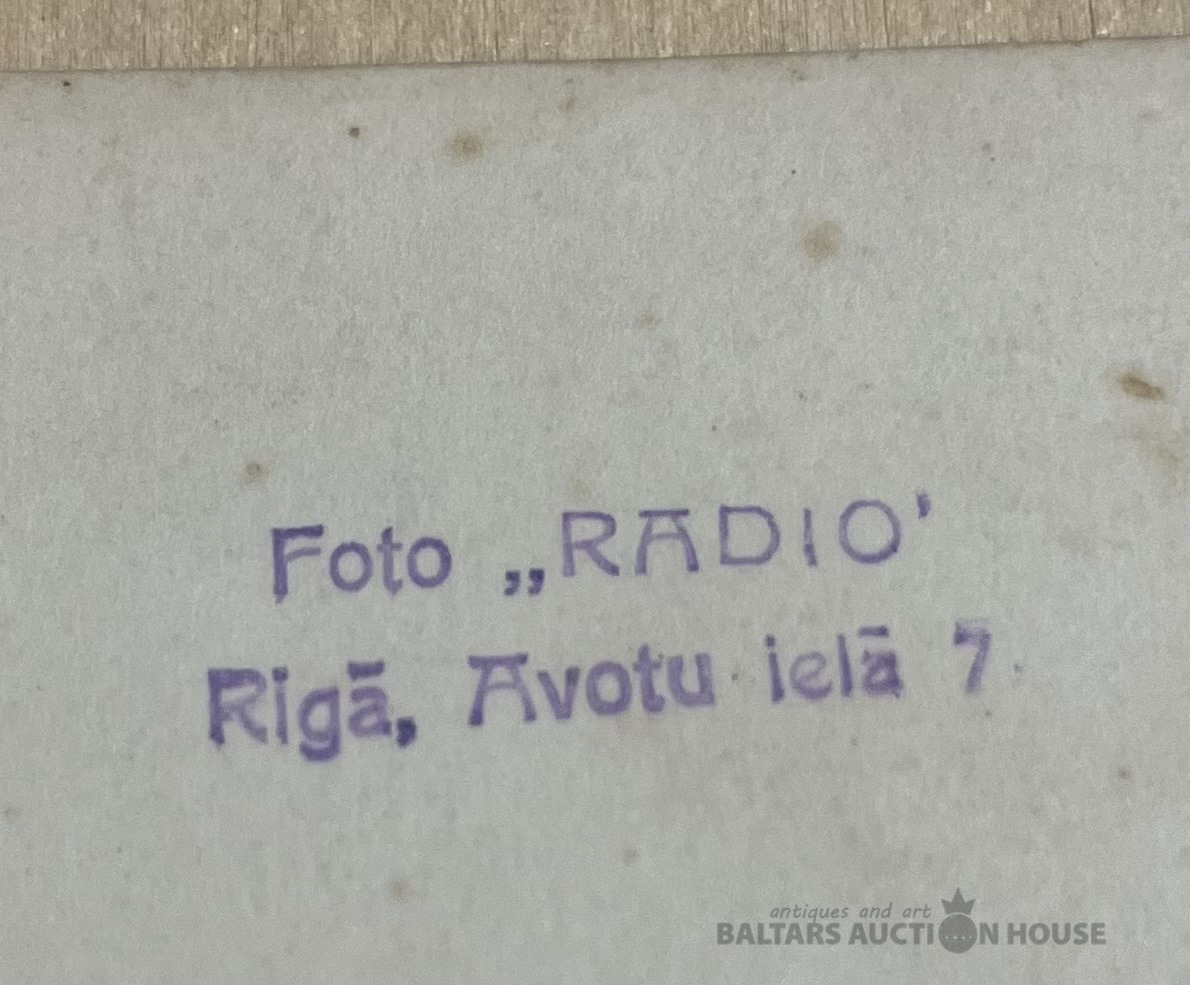 Foto „RADIO'
Rigā, Avotu ielā 7.
antiques and art
BALTARS AUCTION HOUSE